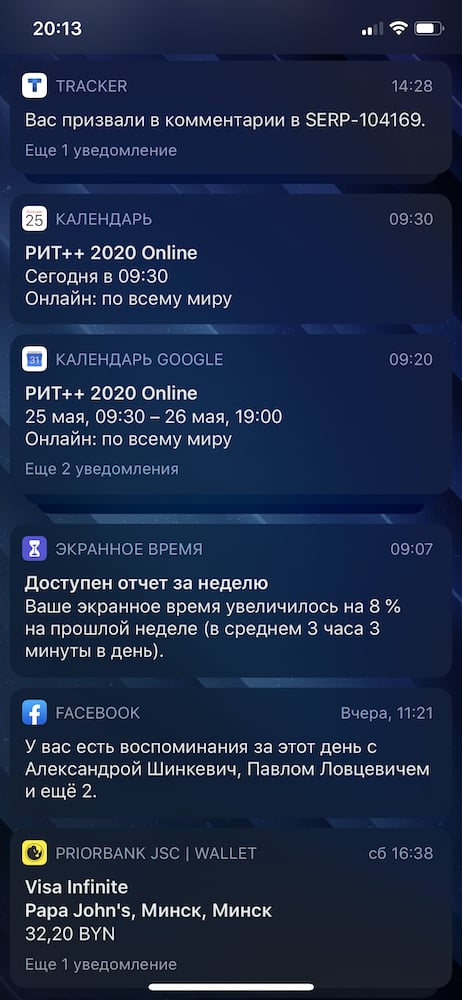 20:13
TRACKER 14:28
Вас призвали в комментарии в SERP-104169.
Еще 1 уведомление
25 КАЛЕНДАРЬ 09:30
РИТ++ 2020 Online
Сегодня в 09:30
Онлайн: по всему миру
31 КАЛЕНДАРЬ GOOGLE 09:20
РИТ++ 2020 Online
25 мая, 09:30 – 26 мая, 19:00
Онлайн: по всему миру
Еще 2 уведомления
ЭКРАННОЕ ВРЕМЯ 09:07
Доступен отчет за неделю
Ваше экранное время увеличилось на 8 %
на прошлой неделе (в среднем 3 часа 3
минуты в день).
FACEBOOK Вчера, 11:21
У вас есть воспоминания за этот день с
Александрой Шинкевич, Павлом Ловцевичем
и ещё 2.
PRIORBANK JSC | WALLET сб 16:38
Visa Infinite
Papa John's, Минск, Минск
32,20 BYN
Еще 1 уведомление